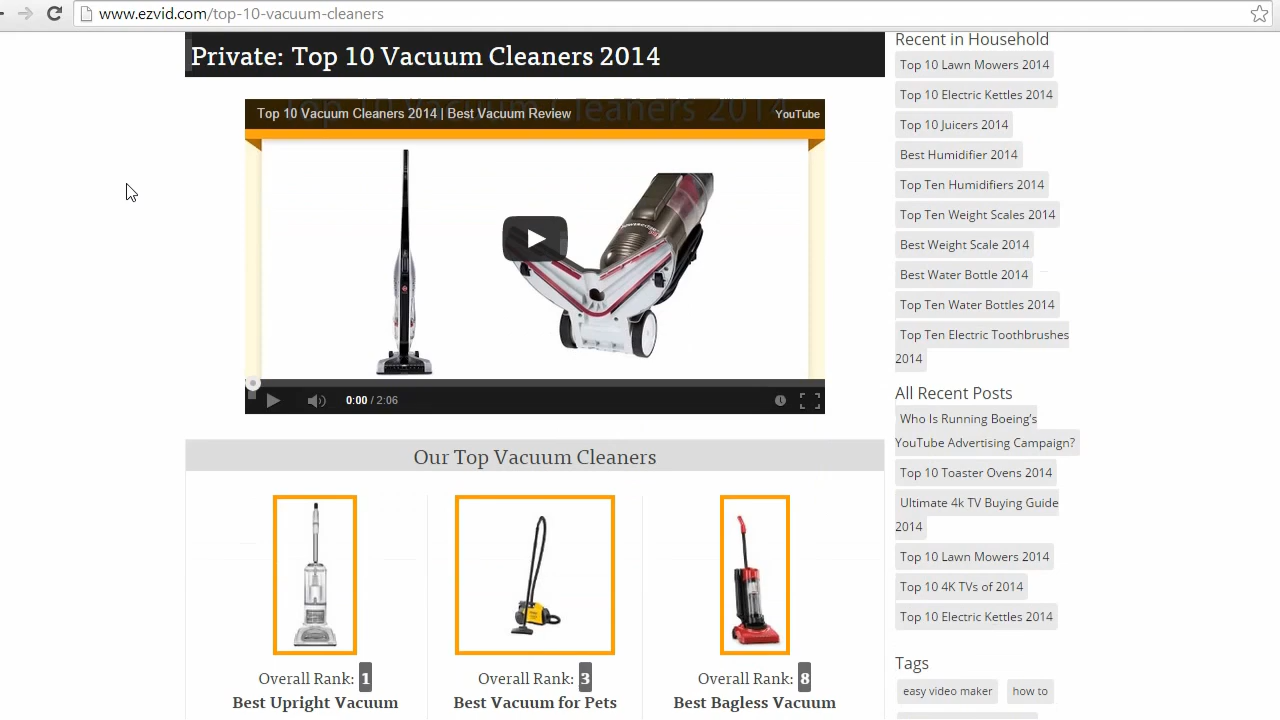 www.ezvid.com/top-10-vacuum-cleaners
Private: Top 10 Vacuum Cleaners 2014
Top 10 Vacuum Cleaners 2014
Top 10 Vacuum Cleaners 2014 | Best Vacuum Review
YouTube
0:00 / 2:06
Our Top Vacuum Cleaners
Overall Rank: 1
Best Upright Vacuum
Overall Rank: 3
Best Vacuum for Pets
Overall Rank: 8
Best Bagless Vacuum
Recent in Household
Top 10 Lawn Mowers 2014
Top 10 Electric Kettles 2014
Top 10 Juicers 2014
Best Humidifier 2014
Top Ten Humidifiers 2014
Top Ten Weight Scales 2014
Best Weight Scale 2014
Best Water Bottle 2014
Top Ten Water Bottles 2014
Top Ten Electric Toothbrushes
2014
All Recent Posts
Who Is Running Boeing's
YouTube Advertising Campaign?
Top 10 Toaster Ovens 2014
Ultimate 4k TV Buying Guide
2014
Top 10 Lawn Mowers 2014
Top 10 4K TVs of 2014
Top 10 Electric Kettles 2014
Tags
easy video maker
how to